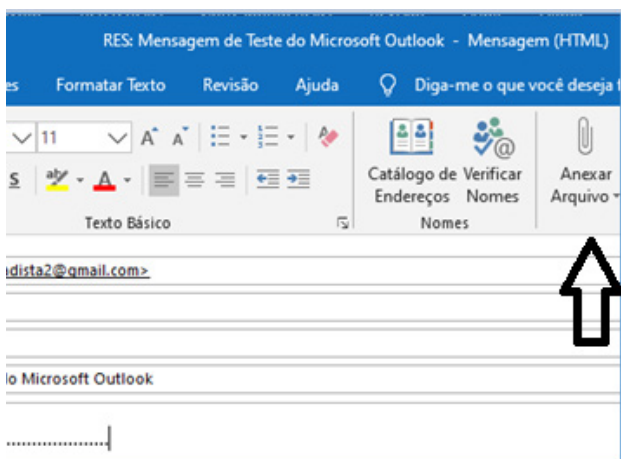 RES: Mensagem de Teste do Microsoft Outlook - Mensagem (HTML)
es Formatar Texto Revisão Ajuda Diga-me o que você deseja f
11 A A
S aby A
Catálogo de Endereços
Verificar Nomes
Anexar Arquivo
Texto Básico Nomes
adista2@gmail.com>
lo Microsoft Outlook
.....................